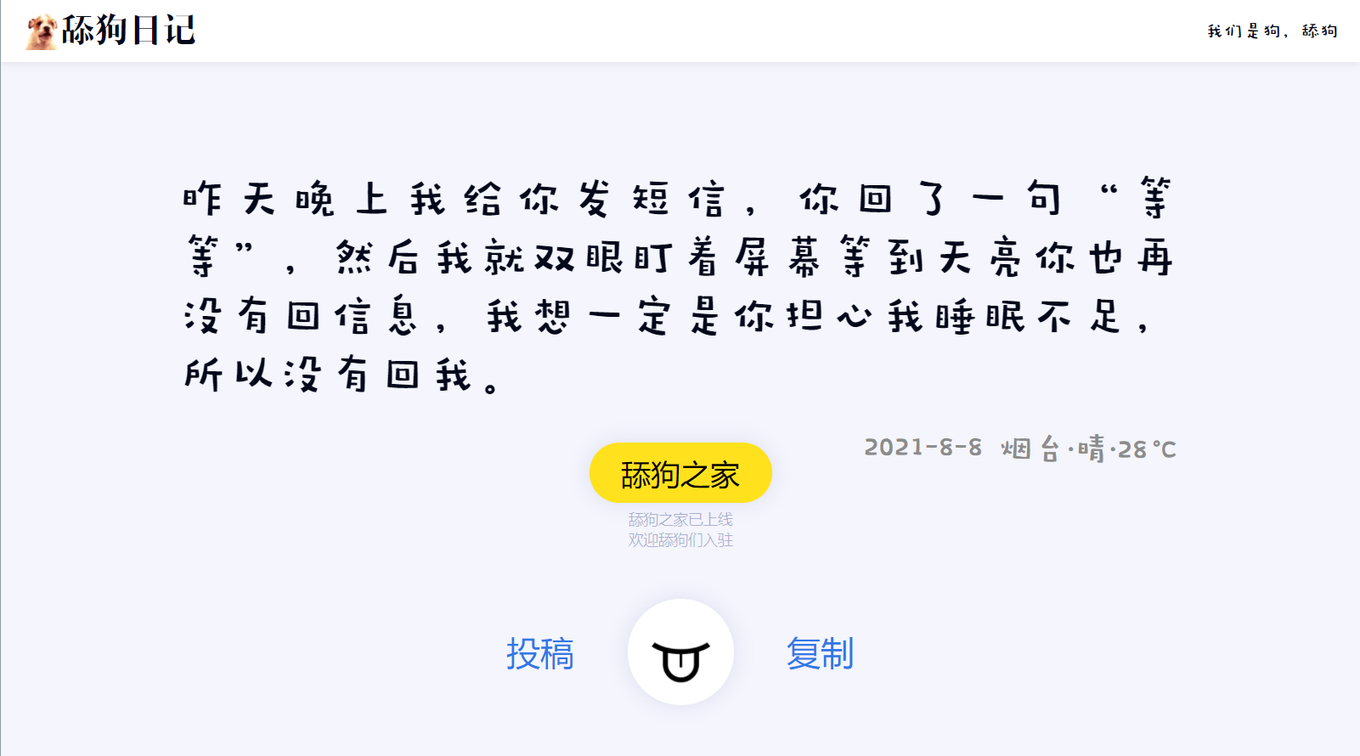 舔狗日记
我们是狗，舔狗
昨天晚上我给你发短信，你回了一句“等
等”，然后我就双眼盯着屏幕等到天亮你也再
没有回信息，我想一定是你担心我睡眠不足，
所以没有回我。
2021-8-8 烟台·晴·28℃
舔狗之家
舔狗之家已上线
欢迎舔狗们入驻
投稿
复制